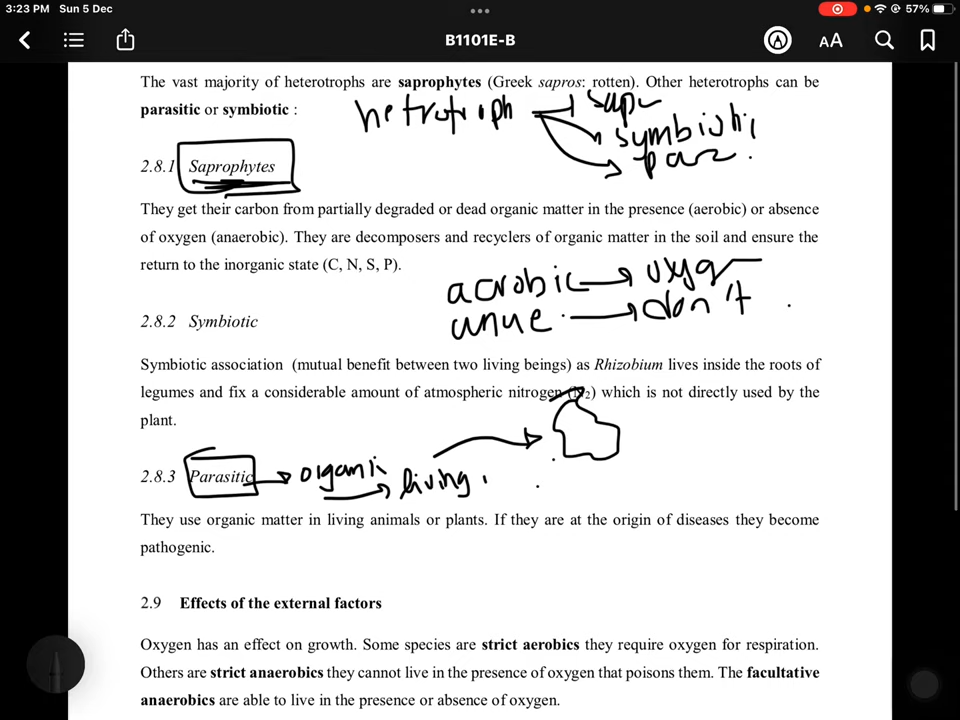 3:23 PM Sun 5 Dec
57%
B1101E-B
AA
The vast majority of heterotrophs are saprophytes (Greek sapros: rotten). Other heterotrophs can be
parasitic or symbiotic :
hetrotroph
sap
symbioti
para
2.8.1 Saprophytes
They get their carbon from partially degraded or dead organic matter in the presence (aerobic) or absence
of oxygen (anaerobic). They are decomposers and recyclers of organic matter in the soil and ensure the
return to the inorganic state (C, N, S, P).
aerobic oxyg
don't
2.8.2 Symbiotic
Symbiotic association (mutual benefit between two living beings) as Rhizobium lives inside the roots of
legumes and fix a considerable amount of atmospheric nitrogen (N2) which is not directly used by the
plant.
2.8.3 Parasitic organi living
They use organic matter in living animals or plants. If they are at the origin of diseases they become
pathogenic.
2.9 Effects of the external factors
Oxygen has an effect on growth. Some species are strict aerobics they require oxygen for respiration.
Others are strict anaerobics they cannot live in the presence of oxygen that poisons them. The facultative
anaerobics are able to live in the presence or absence of oxygen.